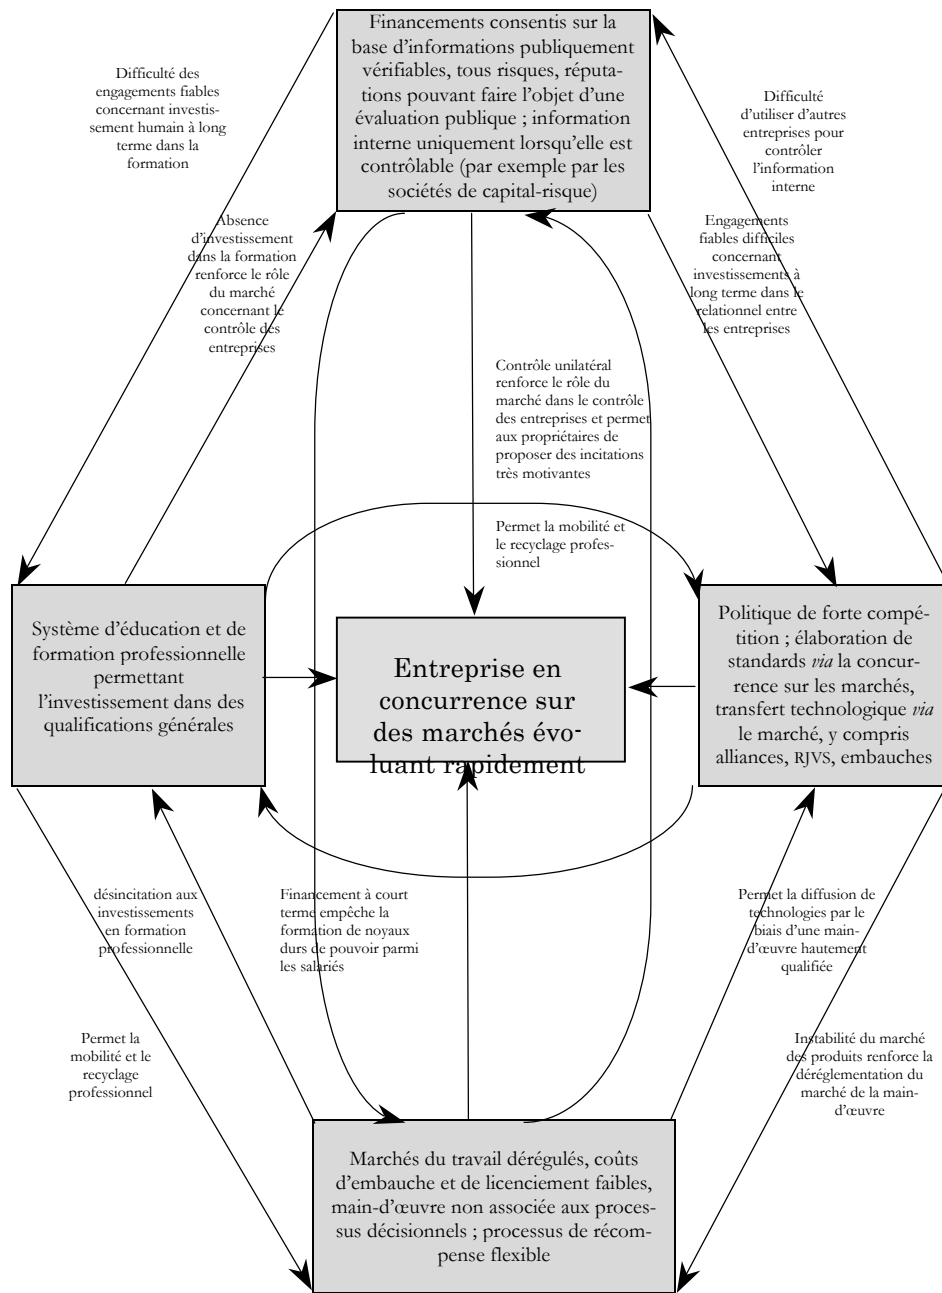 Financements consentis sur la
base d'informations publiquement
vérifiables, tous risques, réputa-
tions pouvant faire l'objet d'une
évaluation publique ; information
interne uniquement lorsqu'elle est
contrôlable (par exemple par les
sociétés de capital-risque)
Difficulté des
engagements fiables
concernant investis-
sement humain à long
terme dans la
formation
Difficulté
d'utiliser d'autres
entreprises pour
contrôler
l'information
interne
Absence
d'investissement
dans la formation
renforce le rôle
du marché
concernant le
contrôle des
entreprises
Engagements
fiables difficiles
concernant
investissements à
long terme dans le
relationnel entre
les entreprises
Contrôle unilatéral
renforce le rôle du
marché dans le contrôle
des entreprises et permet
aux propriétaires de
proposer des incitations
très motivantes
Permet la mobilité et
le recyclage profes-
sionnel
Système d'éducation et de
formation professionnelle
permettant
l'investissement dans des
qualifications générales
Entreprise en
concurrence sur
des marchés évo-
luant rapidement
Politique de forte compé-
tition ; élaboration de
standards via la concur-
rence sur les marchés,
transfert technologique via
le marché, y compris
alliances, RJVS, embauches
désincitation aux
investissements
en formation
professionnelle
Financement à court
terme empêche la
formation de noyaux
durs de pouvoir parmi
les salariés
Permet la diffusion de
technologies par le
biais d'une main-
d'œuvre hautement
qualifiée
Permet la
mobilité et le
recyclage
professionnel
Instabilité du marché
des produits renforce la
déréglementation du
marché de la main-
d'œuvre
Marchés du travail dérégulés, coûts
d'embauche et de licenciement faibles,
main-d'œuvre non associée aux proces-
sus décisionnels ; processus de récom-
pense flexible